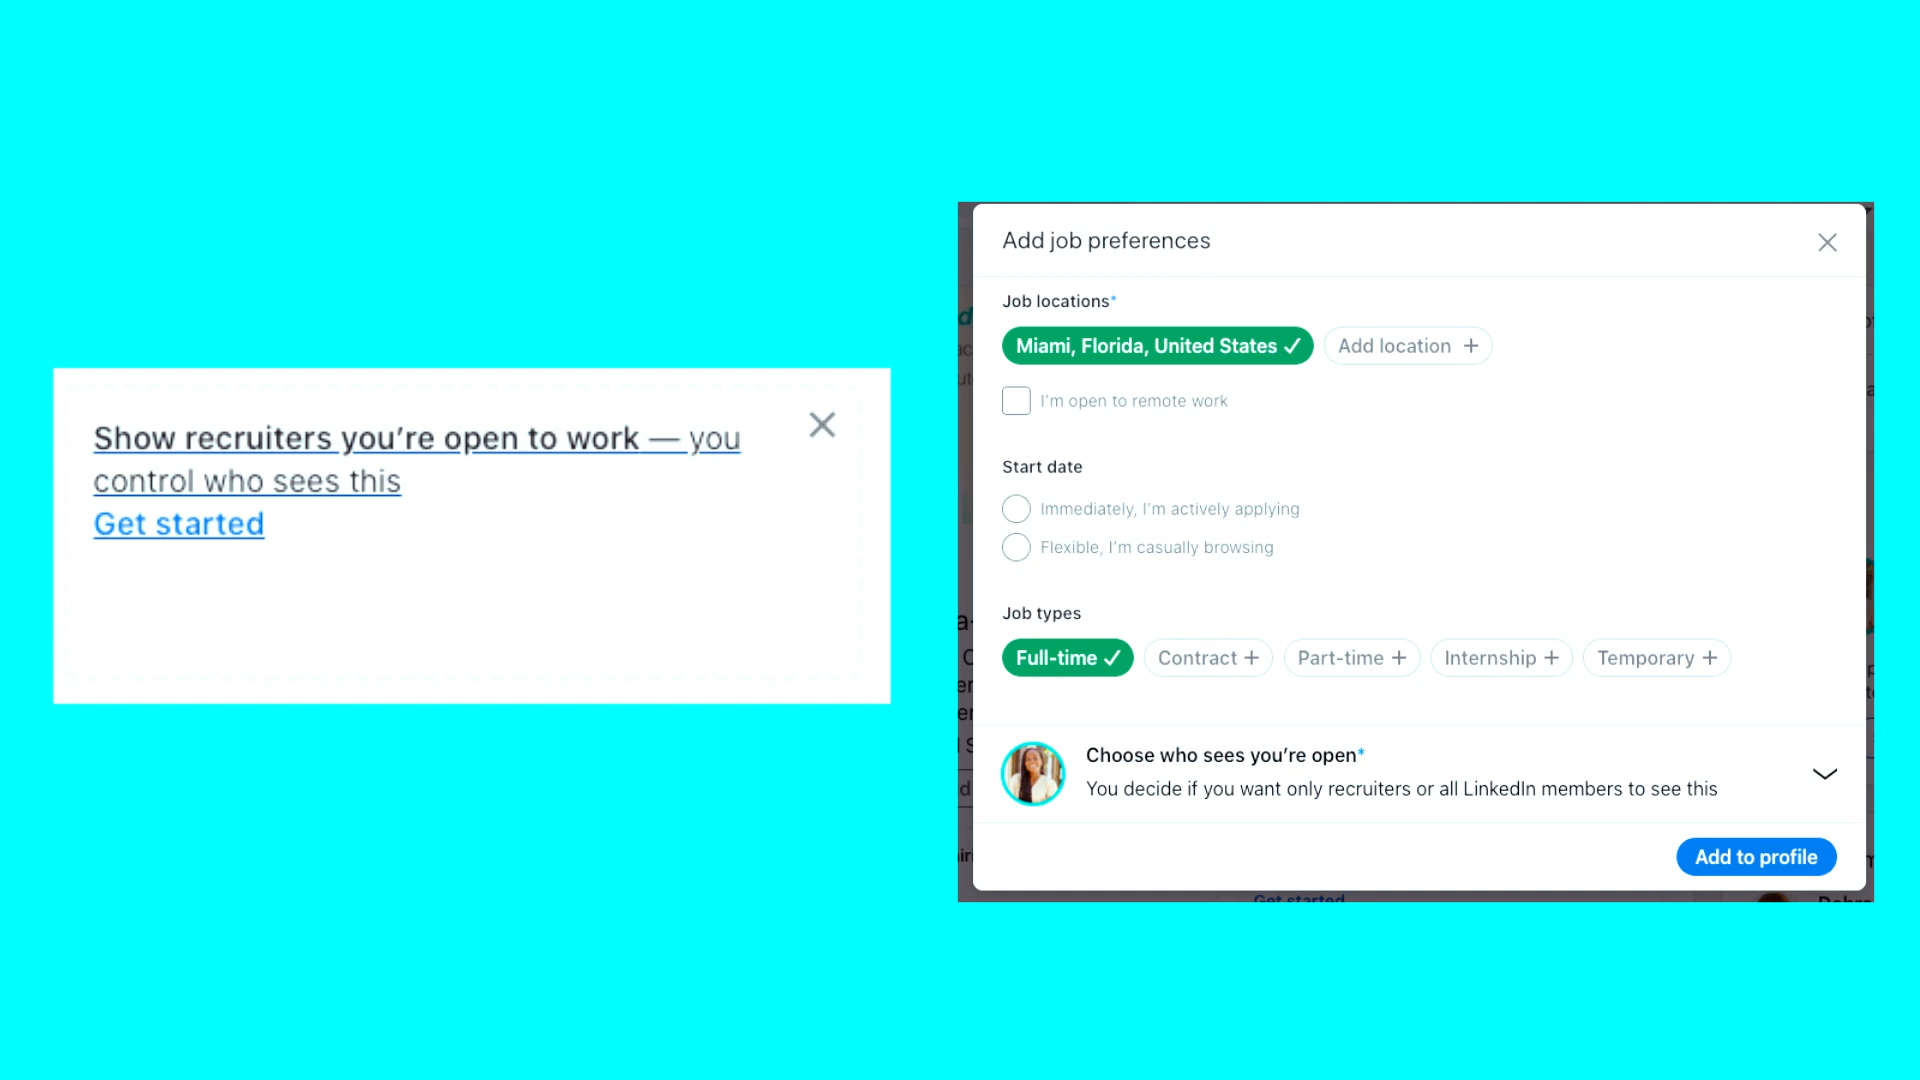 Show recruiters you’re open to work — you
control who sees this
Get started
Add job preferences
Job locations*
Miami, Florida, United States
Add location
I’m open to remote work
Start date
Immediately, I’m actively applying
Flexible, I’m casually browsing
Job types
Full-time
Contract
Part-time
Internship
Temporary
Choose who sees you’re open*
You decide if you want only recruiters or all LinkedIn members to see this
Add to profile
Get started